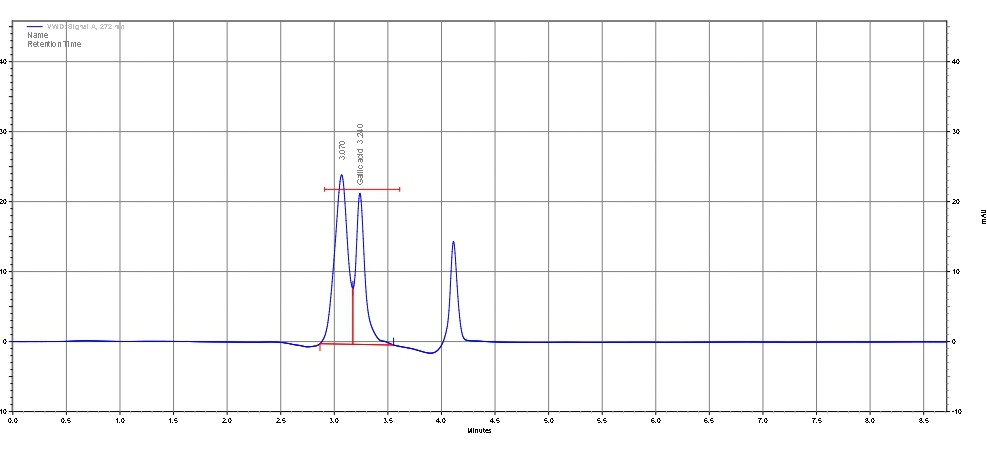 VWD: Signal A, 272 nm
Name
Retention Time
40
40
30
30
20
20
10
10
0
0
-10
-10
3.070
Gallic acid 3.240
mAU
0.0 0.5 1.0 1.5 2.0 2.5 3.0 3.5 4.0 4.5 5.0 5.5 6.0 6.5 7.0 7.5 8.0 8.5
Minutes